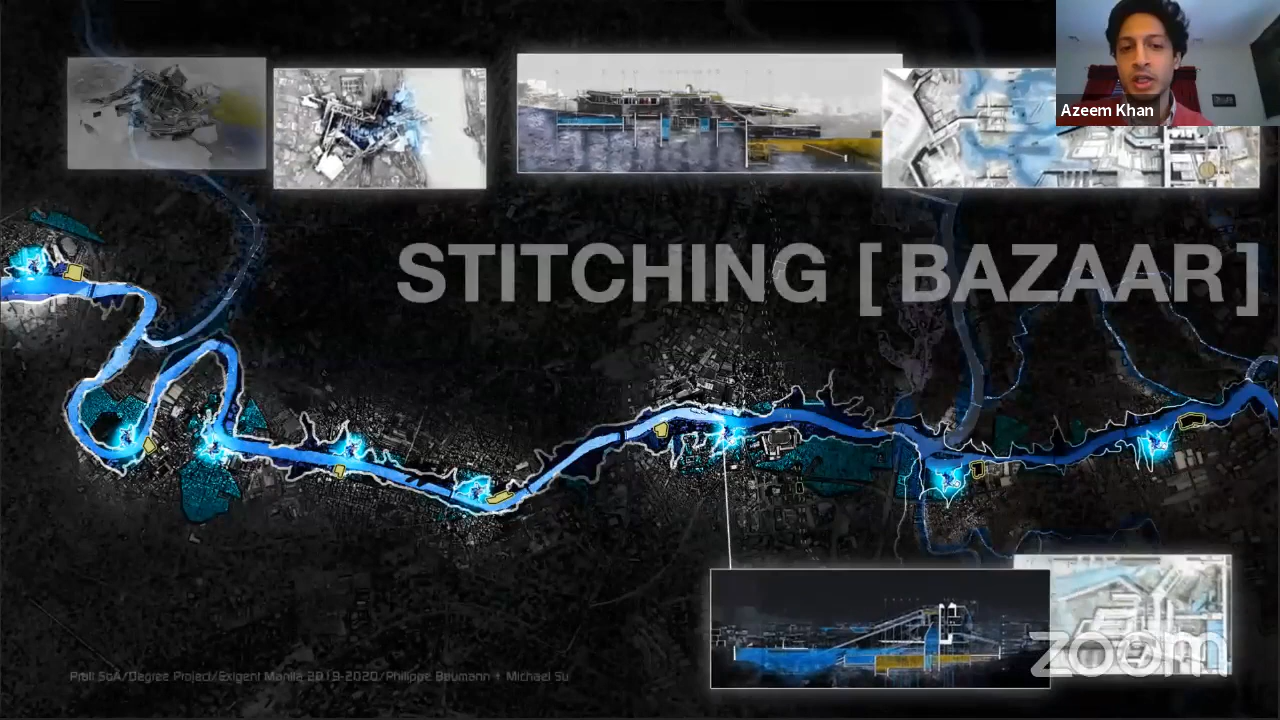 Azeem Khan
STITCHING [ BAZAAR ]
Pratt SoA/Degree Project/Exigent Manila 2019-2020/Philippe Baumann + Michael Su
zoom